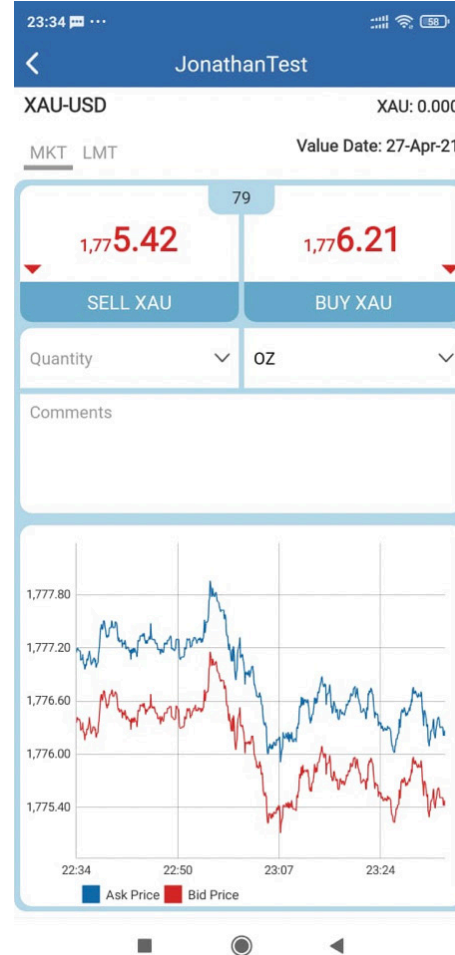 23:34 ··· 58
JonathanTest
XAU-USD XAU: 0.000
MKT LMT Value Date: 27-Apr-21
79
1,775.42 1,776.21
SELL XAU BUY XAU
Quantity OZ
Comments
1,777.80
1,777.20
1,776.60
1,776.00
1,775.40
22:34 22:50 23:07 23:24
Ask Price Bid Price